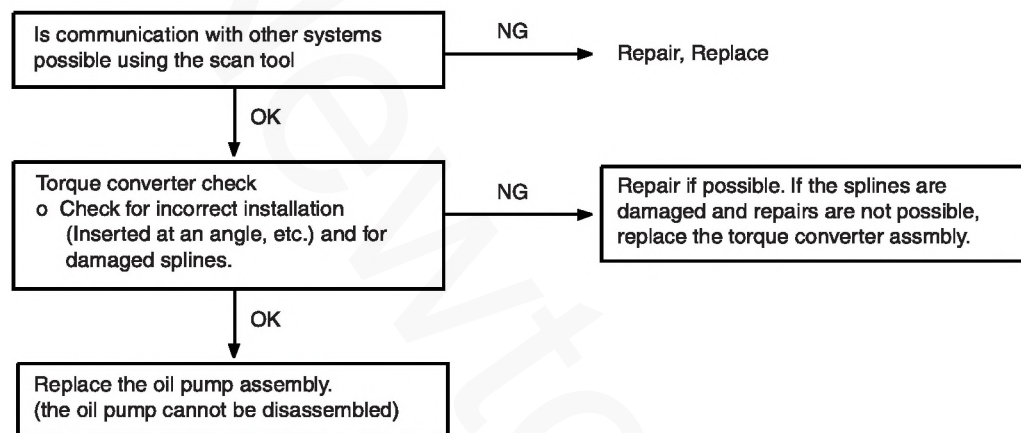 Is communication with other systems
possible using the scan tool
NG
Repair, Replace
OK
Torque converter check
o Check for incorrect installation
(Inserted at an angle, etc.) and for
damaged splines.
NG
Repair if possible. If the splines are
damaged and repairs are not possible,
replace the torque converter assmbly.
OK
Replace the oil pump assembly.
(the oil pump cannot be disassembled)